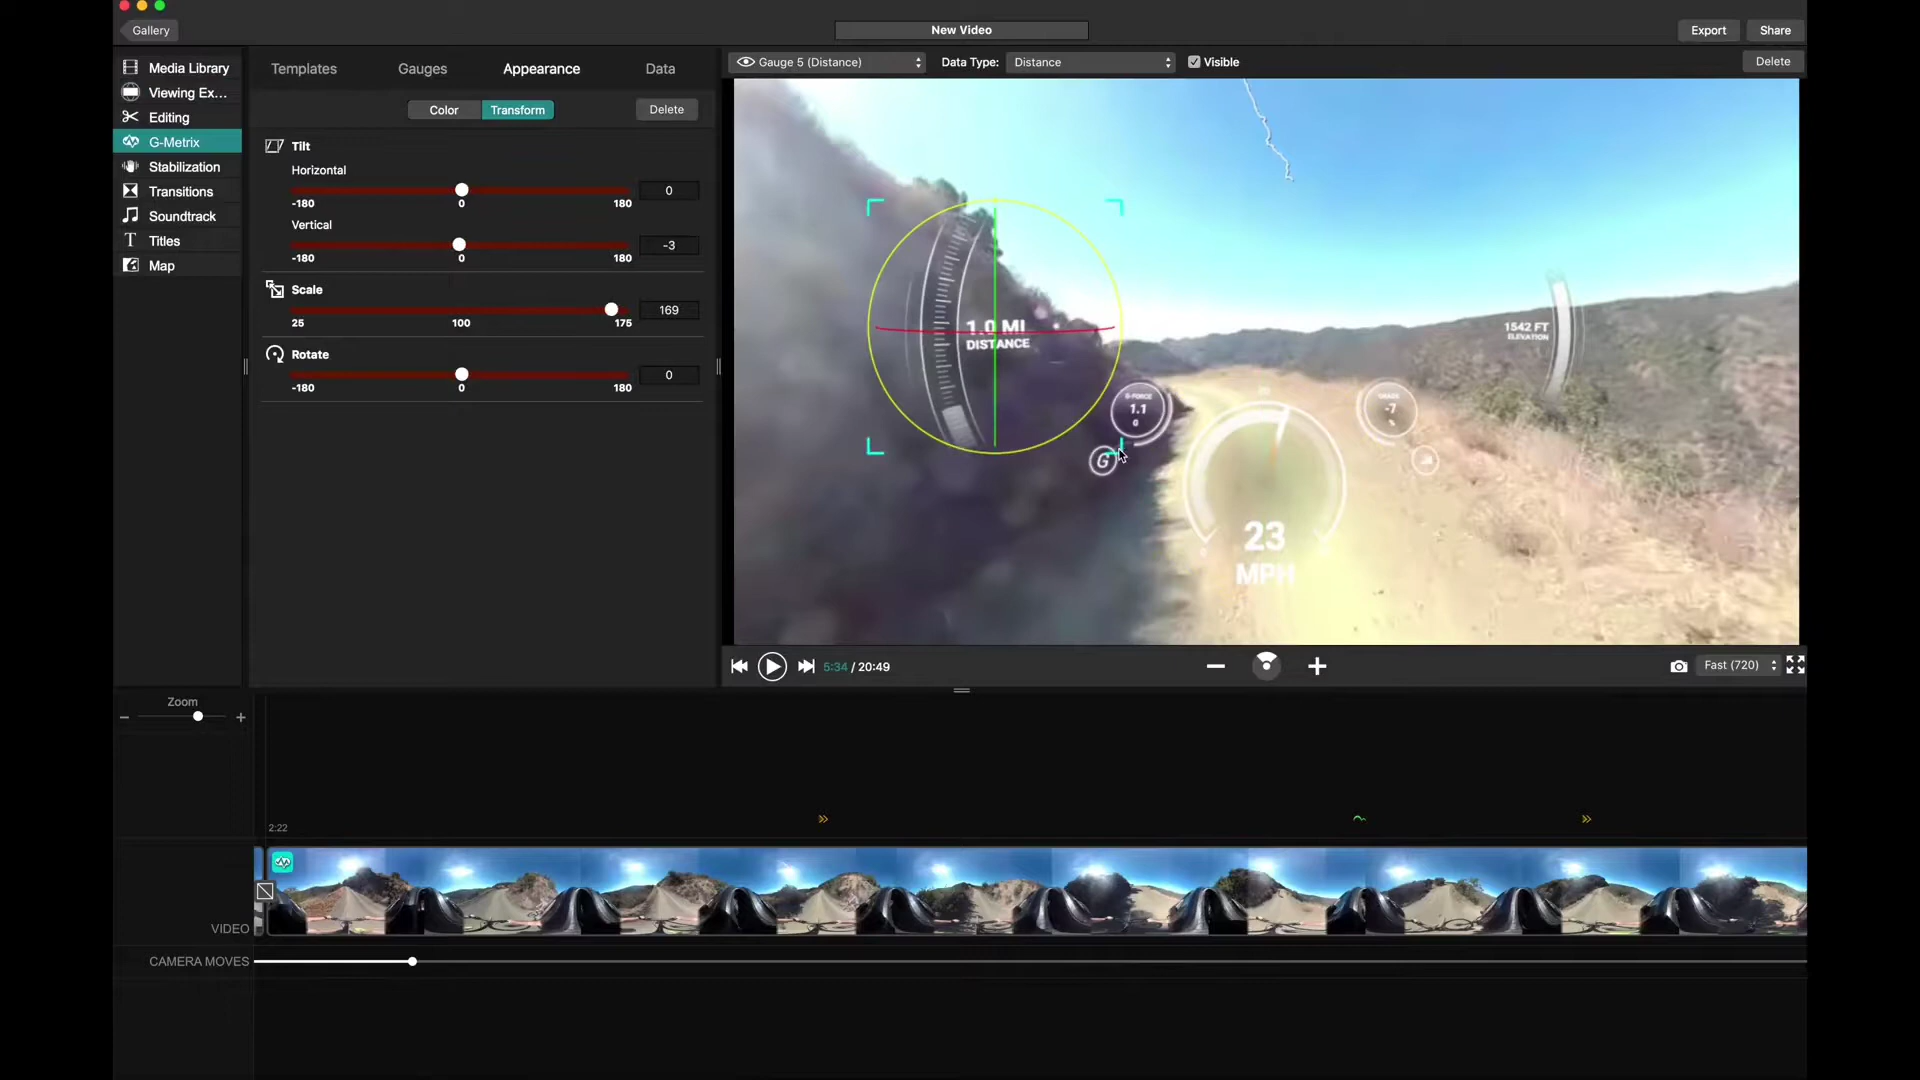 Gallery
New Video
Export
Share
Media Library
Viewing Ex...
Editing
G-Metrix
Stabilization
Transitions
Soundtrack
Titles
Map
Templates
Gauges
Appearance
Data
Color
Transform
Delete
Tilt
Horizontal
0
-180
0
180
Vertical
-3
-180
0
180
Scale
169
25
100
175
Rotate
0
-180
0
180
Gauge 5 (Distance)
Data Type:
Distance
Visible
Delete
1.0 MI
DISTANCE
1542 FT
ELEVATION
G-FORCE
1.1
G
G
GRADE
-7
%
23
MPH
5:34 / 20:49
Fast (720)
Zoom
2:22
VIDEO
CAMERA MOVES